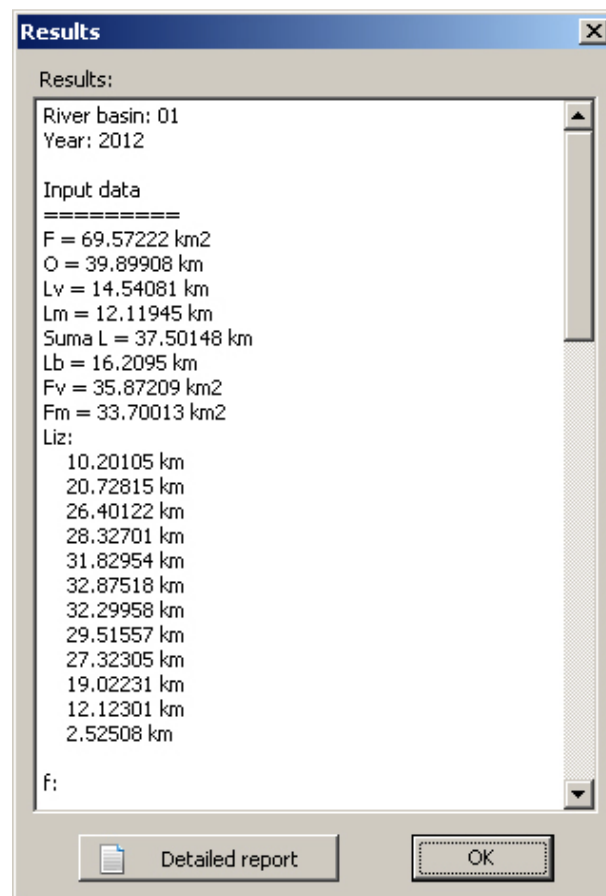 Results
Results:
River basin: 01
Year: 2012
Input data
=========
F = 69.57222 km2
O = 39.89908 km
Lv = 14.54081 km
Lm = 12.11945 km
Suma L = 37.50148 km
Lb = 16.2095 km
Fv = 35.87209 km2
Fm = 33.70013 km2
Liz:
10.20105 km
20.72815 km
26.40122 km
28.32701 km
31.82954 km
32.87518 km
32.29958 km
29.51557 km
27.32305 km
19.02231 km
12.12301 km
2.52508 km
f:
Detailed report
OK